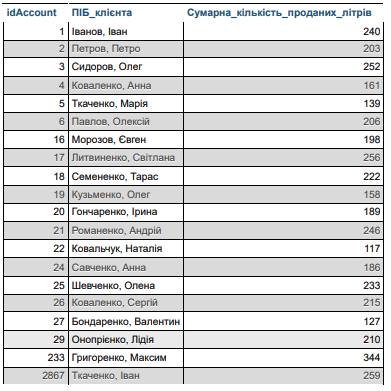 idAccount ПІБ_клієнта Сумарна_кількість_проданих_літрів
1 Іванов, Іван 240
2 Петров, Петро 203
3 Сидоров, Олег 252
4 Коваленко, Анна 161
5 Ткаченко, Марія 139
6 Павлов, Олексій 206
16 Морозов, Євген 198
17 Литвиненко, Світлана 256
18 Семененко, Тарас 222
19 Кузьменко, Олег 158
20 Гончаренко, Ірина 189
21 Романенко, Андрій 246
22 Ковальчук, Наталія 117
24 Савченко, Анна 186
25 Шевченко, Олена 233
26 Коваленко, Сергій 215
27 Бондаренко, Валентин 127
29 Онопрієнко, Лідія 210
233 Григоренко, Максим 344
2867 Ткаченко, Іван 259